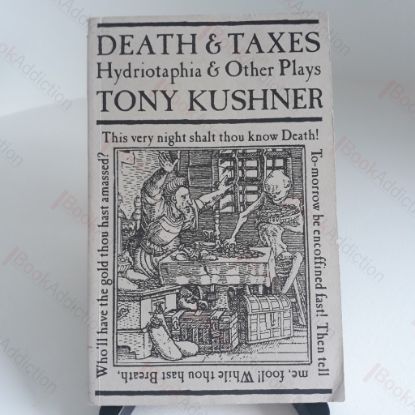 DEATH & TAXES
Hydriotaphia & Other Plays
TONY KUSHNER
This very night shalt thou know Death!
To-morrow be encoffined fast! Then tell
me, fool! While thou hast Breath,
Who'll have the gold thou hast amassed?
BookAddiction